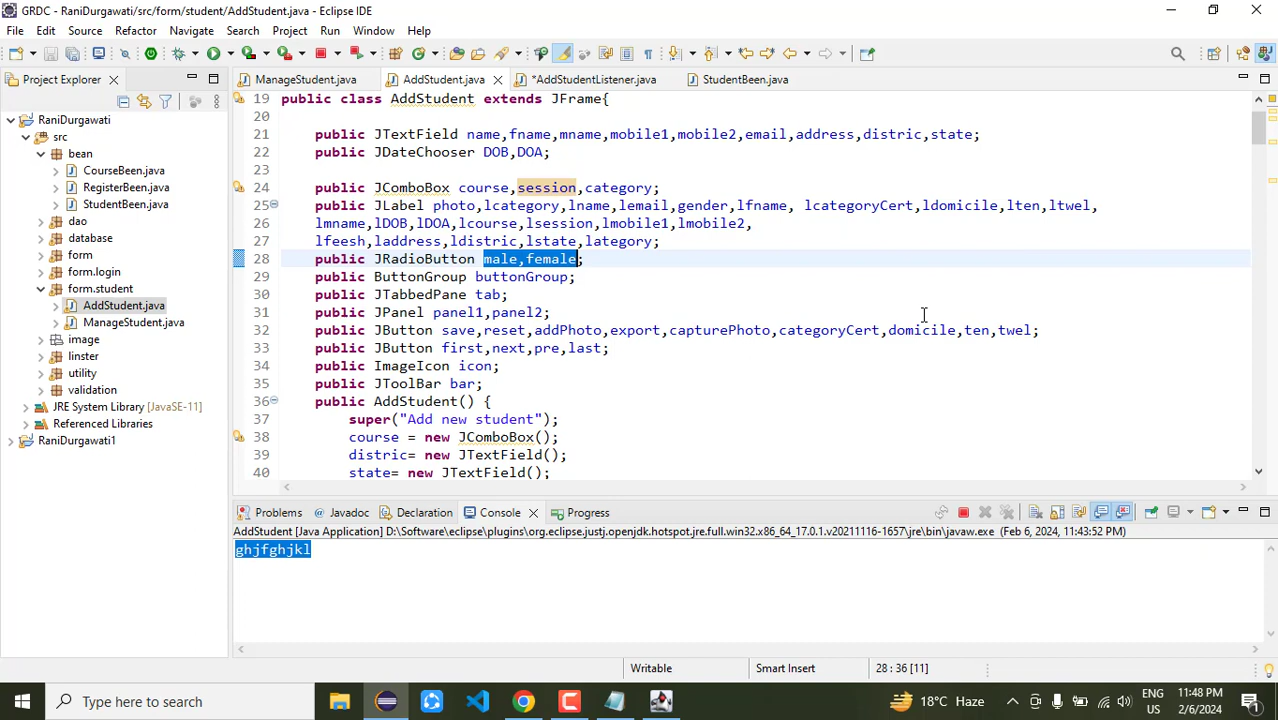 GRDC - RaniDurgawati/src/form/student/AddStudent.java - Eclipse IDE
File Edit Source Refactor Navigate Search Project Run Window Help
Project Explorer
ManageStudent.java AddStudent.java *AddStudentListener.java StudentBeen.java
RaniDurgawati
src
bean
CourseBeen.java
RegisterBeen.java
StudentBeen.java
dao
database
form
form.login
form.student
AddStudent.java
ManageStudent.java
image
linster
utility
validation
JRE System Library [JavaSE-11]
Referenced Libraries
RaniDurgawati1
19 public class AddStudent extends JFrame{
20
21 public JTextField name,fname,mname,mobile1,mobile2,email,address,distric,state;
22 public JDateChooser DOB,DOA;
23
24 public JComboBox course,session,category;
25 public JLabel photo,lcategory,lname,lemail,gender,lfname, lcategoryCert,ldomicile,lten,ltwel,
26 lmname,lDOB,lDOA,lcourse,lsession,lmobile1,lmobile2,
27 lfeesh,laddress,ldistric,lstate,lategory;
28 public JRadioButton male,female;
29 public ButtonGroup buttonGroup;
30 public JTabbedPane tab;
31 public JPanel panel1,panel2;
32 public JButton save,reset,addPhoto,export,capturePhoto,categoryCert,domicile,ten,twel;
33 public JButton first,next,pre,last;
34 public ImageIcon icon;
35 public JToolBar bar;
36 public AddStudent() {
37 super("Add new student");
38 course = new JComboBox();
39 distric= new JTextField();
40 state= new JTextField();
Problems Javadoc Declaration Console Progress
AddStudent [Java Application] D:\Software\eclipse\plugins\org.eclipse.justj.openjdk.hotspot.jre.full.win32.x86_64_17.0.1.v20211116-1657\jre\bin\javaw.exe (Feb 6, 2024, 11:43:52 PM)
ghjfghjkl
Writable Smart Insert 28 : 36 [11]
Type here to search
18°C Haze
ENG
US
11:48 PM
2/6/2024
1